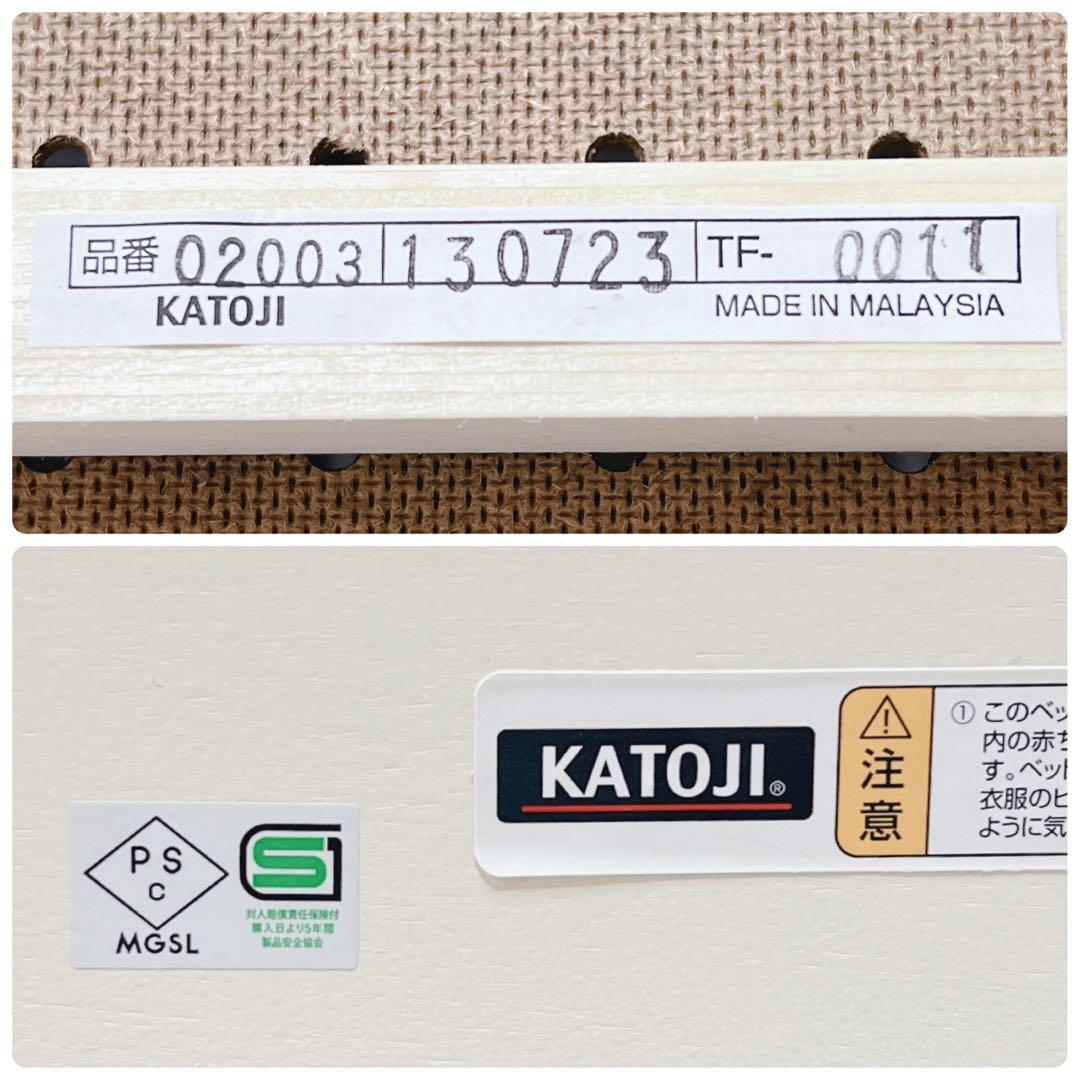 品番 02003 130723 TF- 0011
KATOJI MADE IN MALAYSIA
KATOJI®
注意
① このベッ
内の赤ち
す。ベット
衣服のヒ
ように気
PS
C
MGSL
S1
対人賠償責任保険付
購入日より5年間
製品安全協会